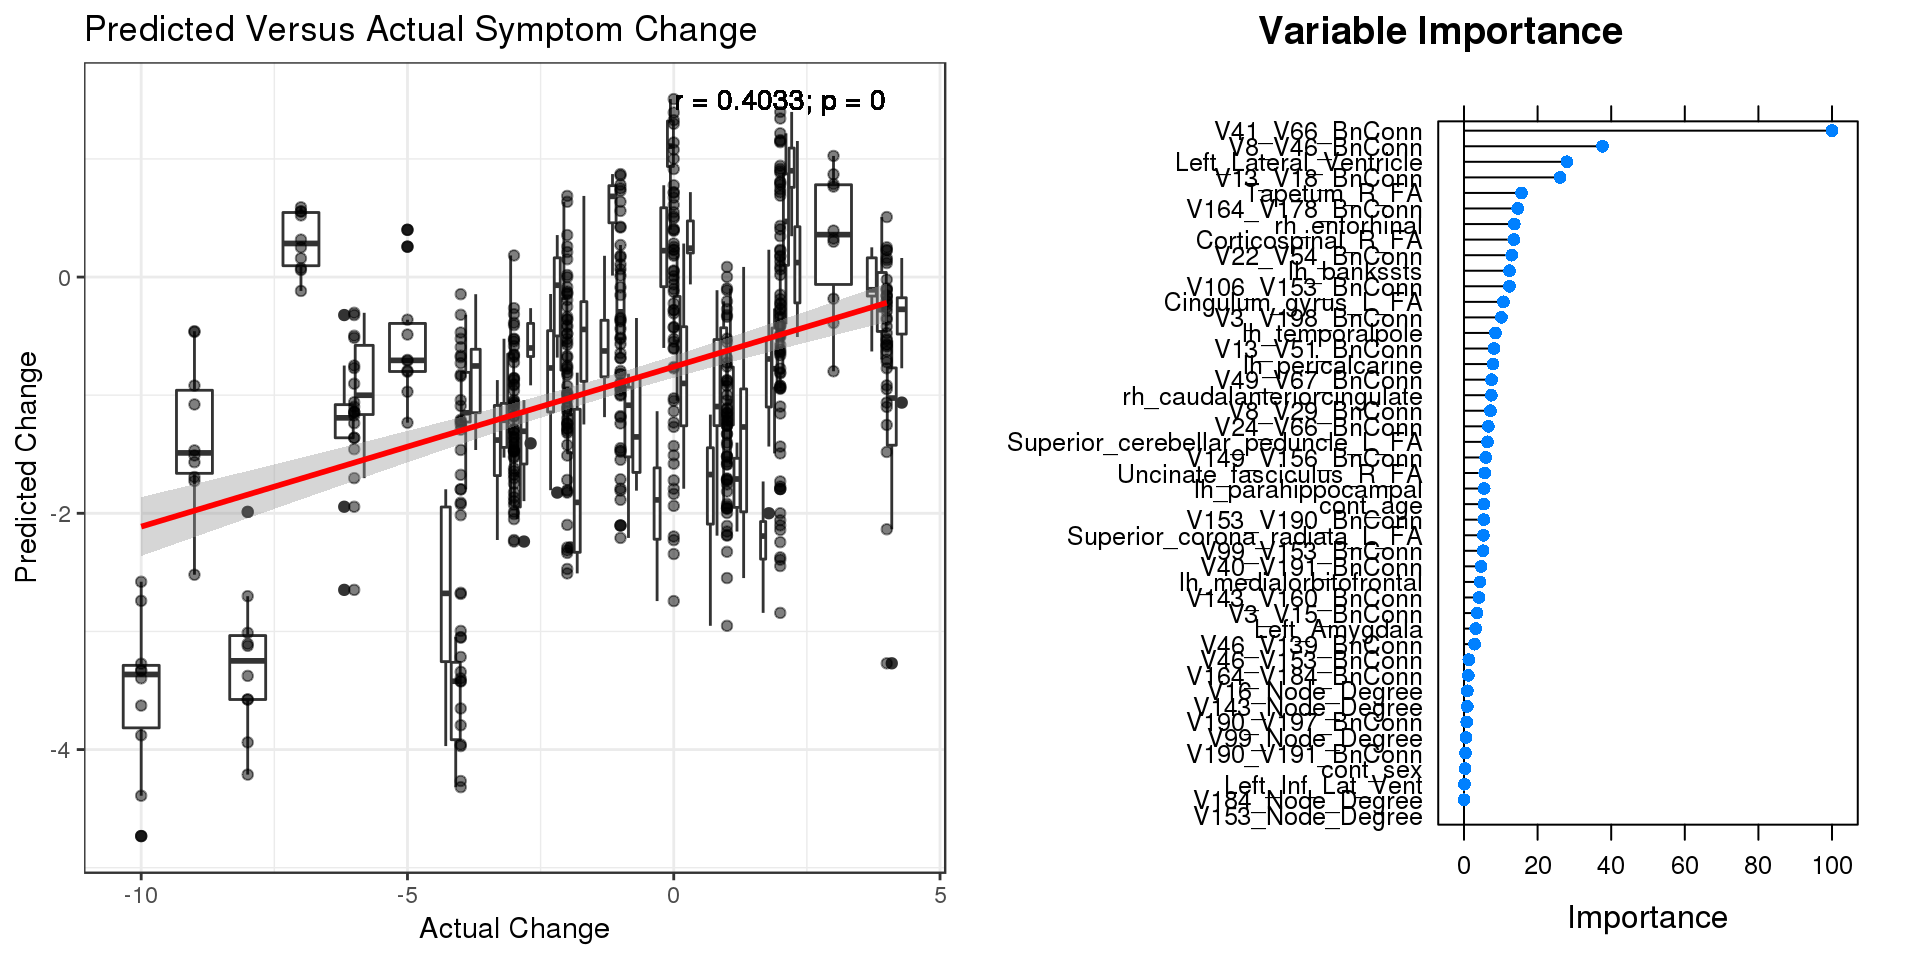 Predicted Versus Actual Symptom Change
r = 0.4033; p = 0
Predicted Change
0
-2
-4
-10
-5
0
5
Actual Change
Variable Importance
V41_V66_BnConn
V8_V46_BnConn
Left_Lateral_Ventricle
V13_V18_BnConn
Tapetum_R_FA
V164_V178_BnConn
rh_entorhinal
Corticospinal_R_FA
V22_V54_BnConn
lh_bankssts
V106_V153_BnConn
Cingulum_gyrus_L_FA
V3_V198_BnConn
lh_temporalpole
V13_V51_BnConn
lh_pericalcarine
V49_V67_BnConn
rh_caudalanteriorcingulate
V8_V29_BnConn
V24_V66_BnConn
Superior_cerebellar_peduncle_L_FA
V149_V156_BnConn
Uncinate_fasciculus_R_FA
lh_parahippocampal
cont_age
V153_V190_BnConn
Superior_corona_radiata_L_FA
V99_V153_BnConn
V40_V191_BnConn
lh_medialorbitofrontal
V143_V160_BnConn
V3_V15_BnConn
Left_Amygdala
V46_V139_BnConn
V46_V153_BnConn
V164_V184_BnConn
V16_Node_Degree
V143_Node_Degree
V190_V197_BnConn
V99_Node_Degree
V190_V191_BnConn
cont_sex
Left_Inf_Lat_Vent
V184_Node_Degree
V153_Node_Degree
0
20
40
60
80
100
Importance